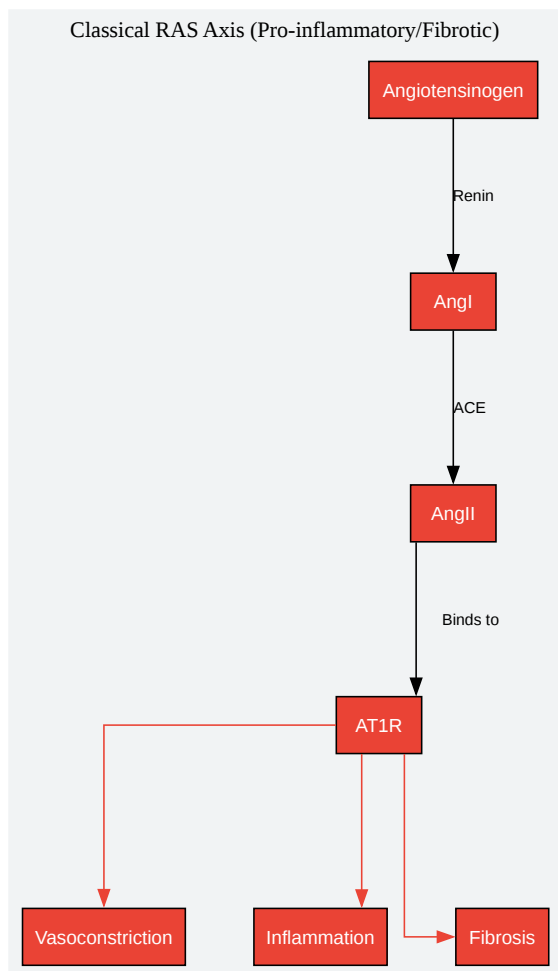 Classical RAS Axis (Pro-inflammatory/Fibrotic)
Angiotensinogen
Renin
AngI
ACE
AngII
Binds to
AT1R
Vasoconstriction
Inflammation
Fibrosis